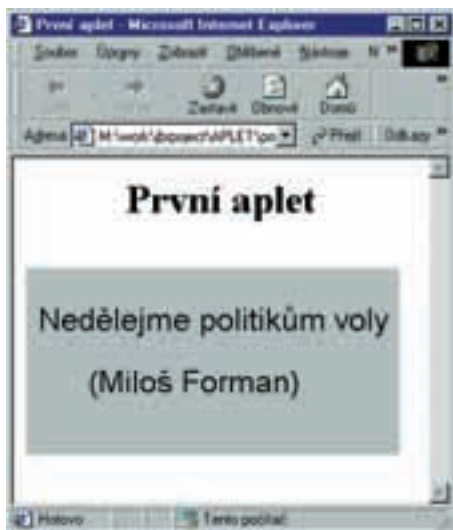 První aplet - Microsoft Internet Explorer
Soubor Úpravy Zobrazit Oblíbené Nástroje N
Zastavit Obnovit Domů
Adresa Přejít Odkazy
První aplet
Nedělejme politikům voly
(Miloš Forman)
Hotovo Tento počítač